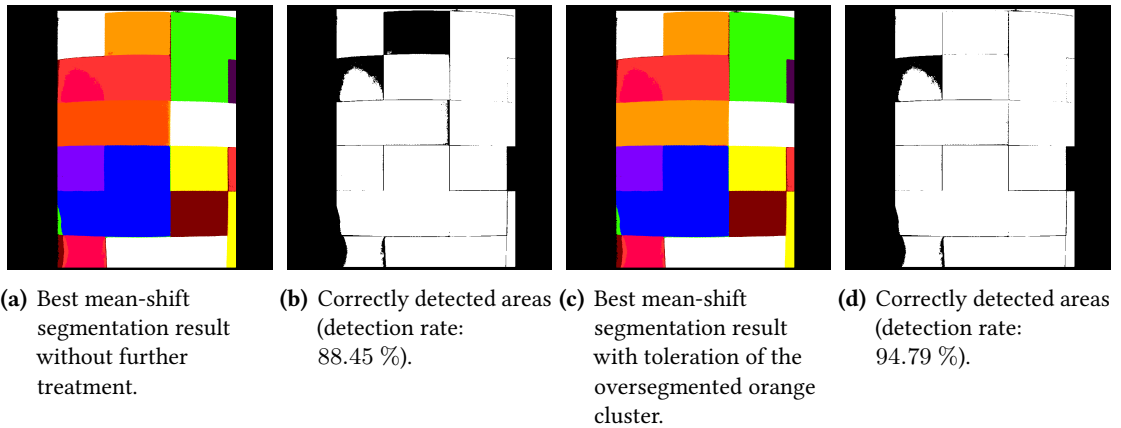 (a) Best mean-shift
segmentation result
without further
treatment.
(b) Correctly detected areas
(detection rate:
88.45 %).
(c) Best mean-shift
segmentation result
with toleration of the
oversegmented orange
cluster.
(d) Correctly detected areas
(detection rate:
94.79 %).